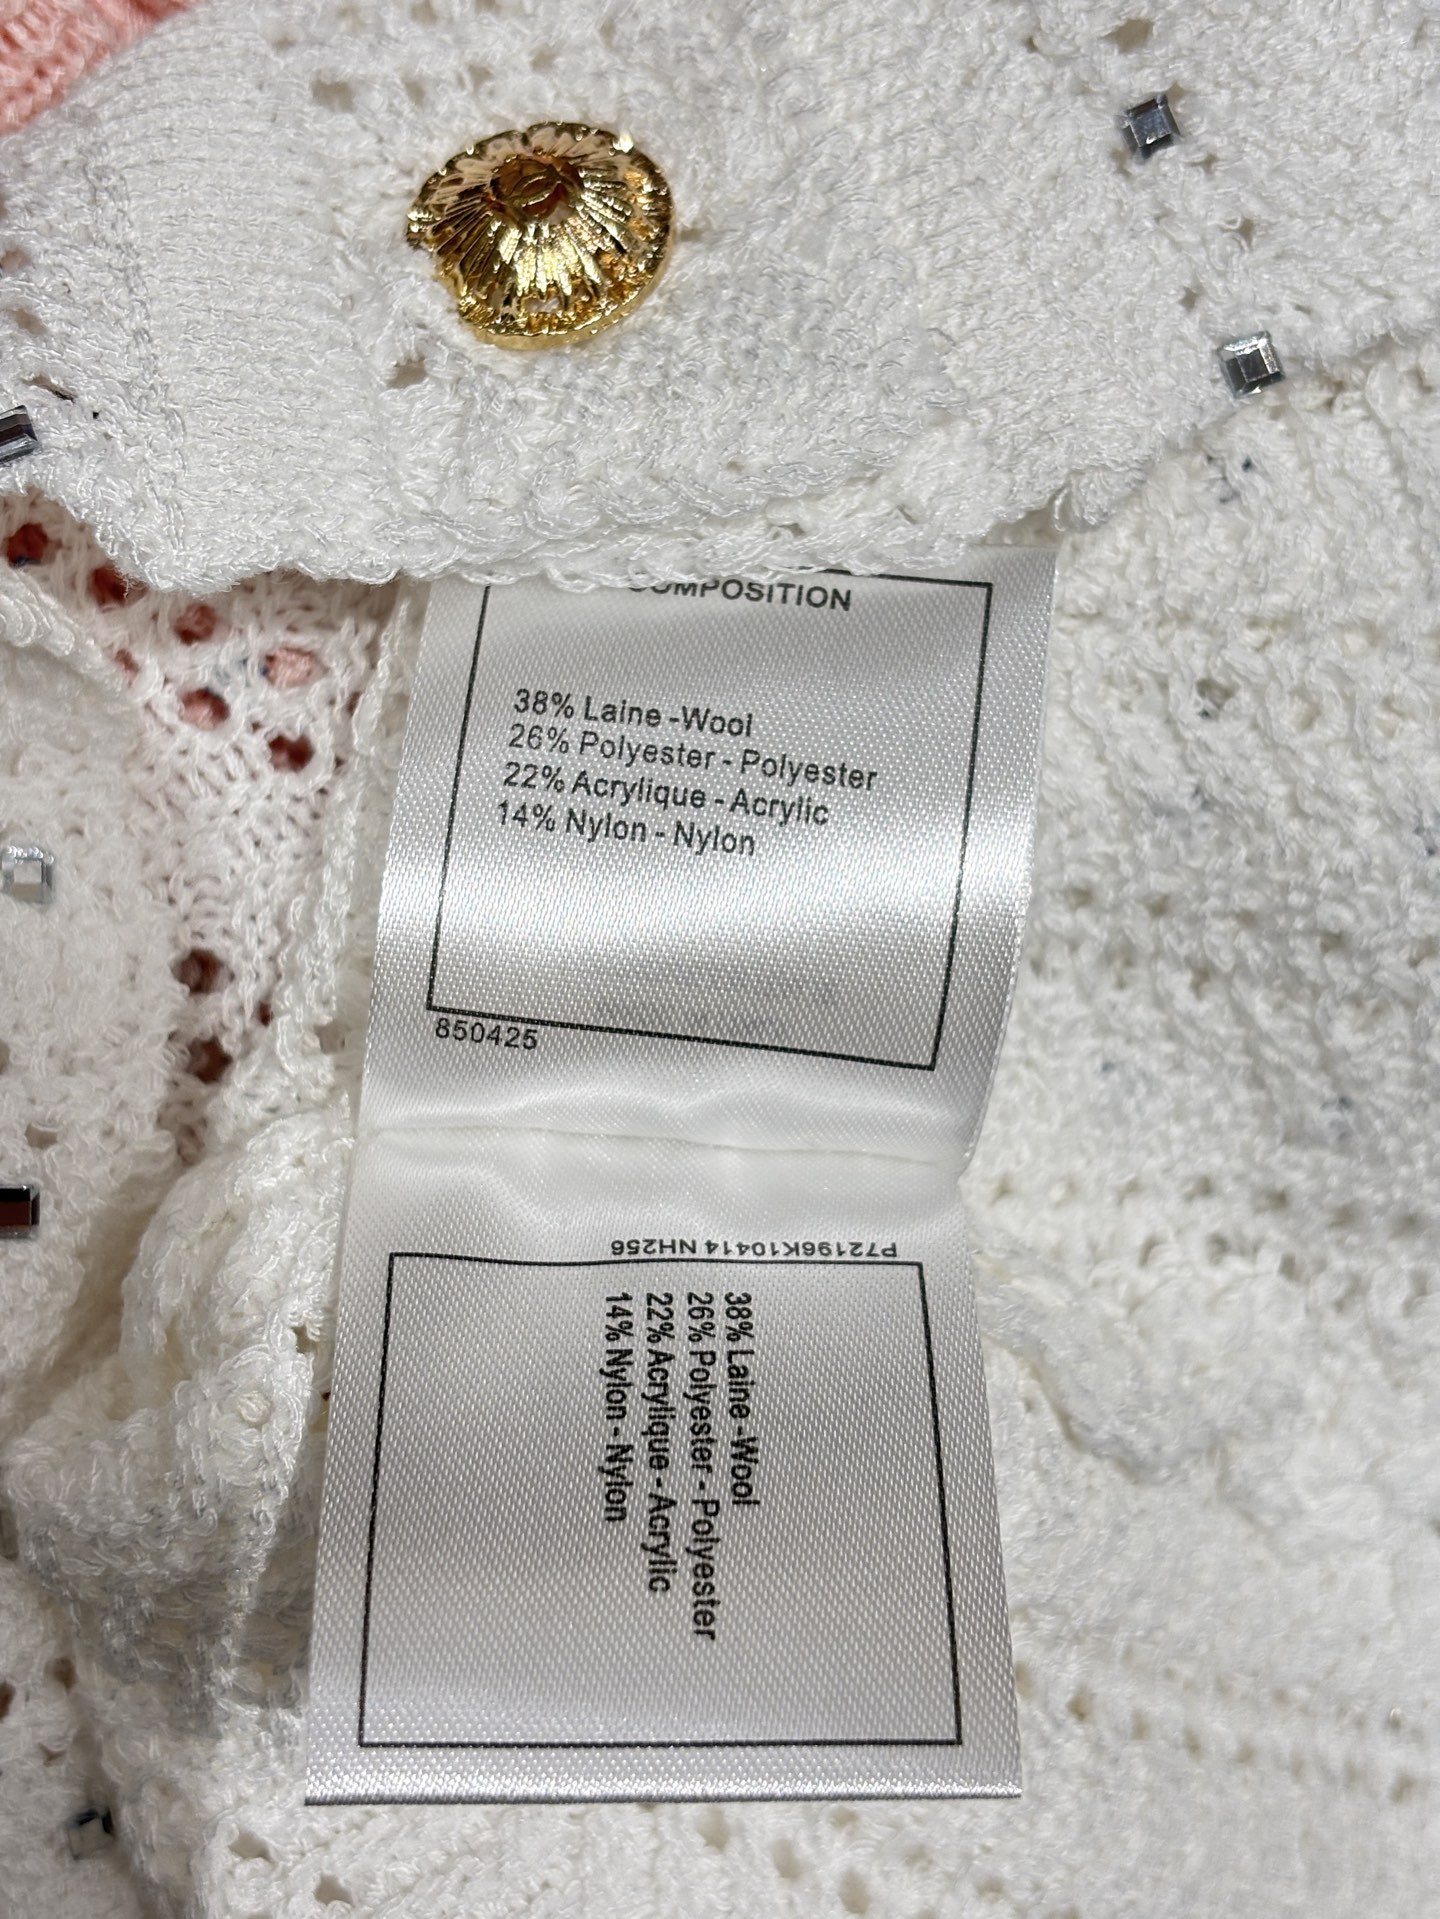 COMPOSITION
38% Laine -Wool
26% Polyester - Polyester
22% Acrylique - Acrylic
14% Nylon - Nylon
850425
P72196K10414 NH256
38% Laine -Wool
26% Polyester - Polyester
22% Acrylique - Acrylic
14% Nylon - Nylon